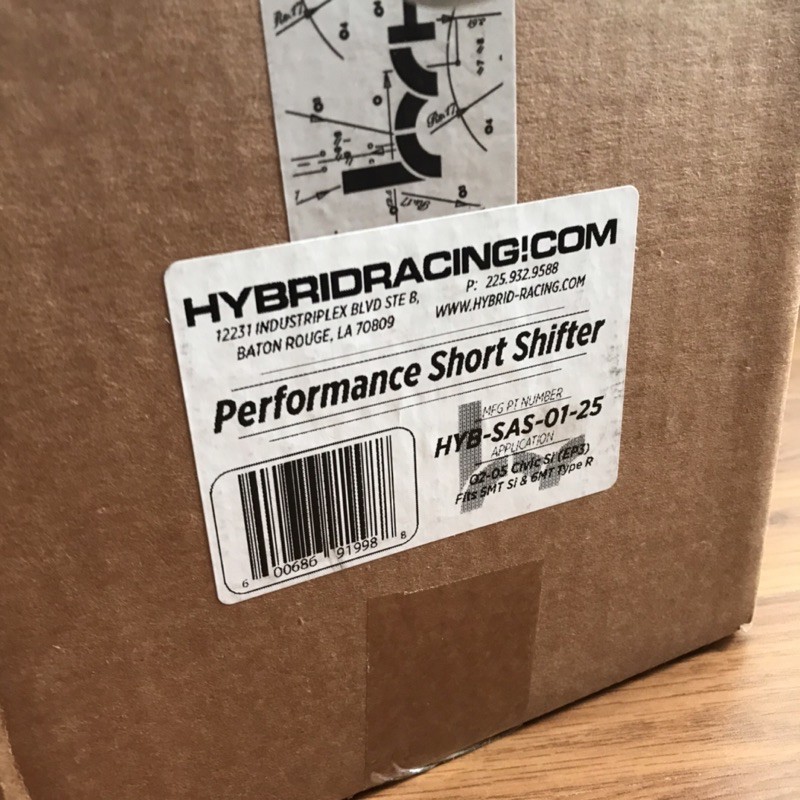 HYBRIDRACING!COM
12231 INDUSTRIPLEX BLVD STE B, P: 225.932.9588
BATON ROUGE, LA 70809 WWW.HYBRID-RACING.COM
Performance Short Shifter
MFG PT NUMBER
HYB-SAS-01-25
APPLICATION
02-05 Civic Si (EP3)
Fits 5MT Si & 6MT Type R
6 00686 91998 8